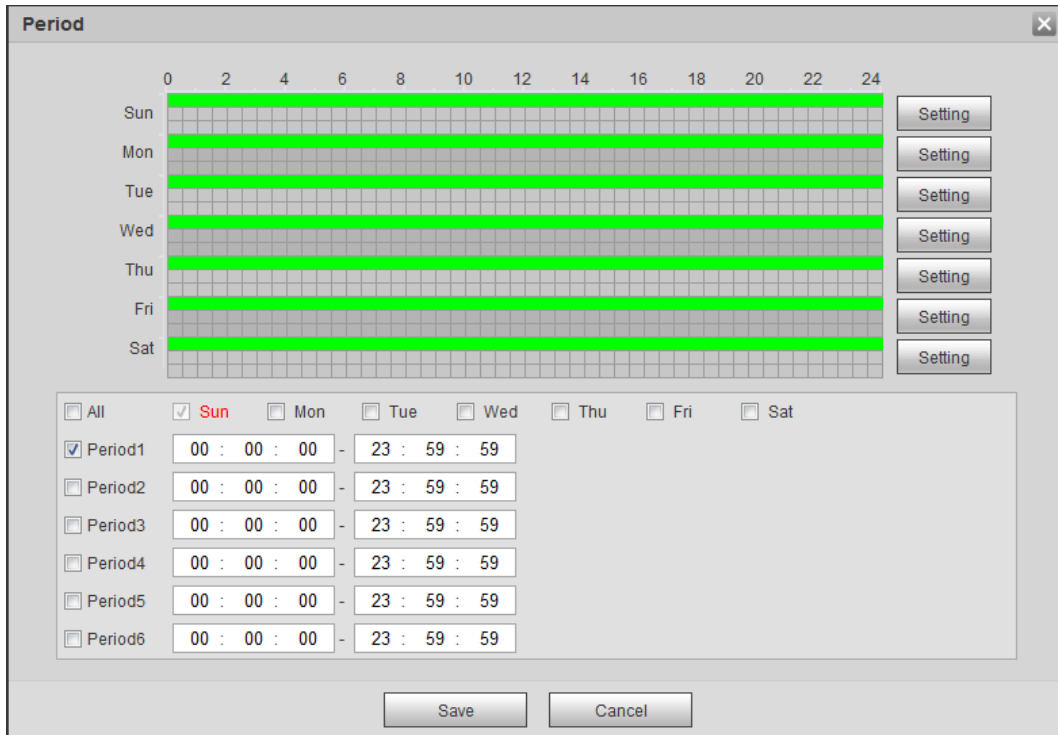 Period
0 2 4 6 8 10 12 14 16 18 20 22 24
Sun Setting
Mon Setting
Tue Setting
Wed Setting
Thu Setting
Fri Setting
Sat Setting
All Sun Mon Tue Wed Thu Fri Sat
Period1 00 : 00 : 00 - 23 : 59 : 59
Period2 00 : 00 : 00 - 23 : 59 : 59
Period3 00 : 00 : 00 - 23 : 59 : 59
Period4 00 : 00 : 00 - 23 : 59 : 59
Period5 00 : 00 : 00 - 23 : 59 : 59
Period6 00 : 00 : 00 - 23 : 59 : 59
Save Cancel